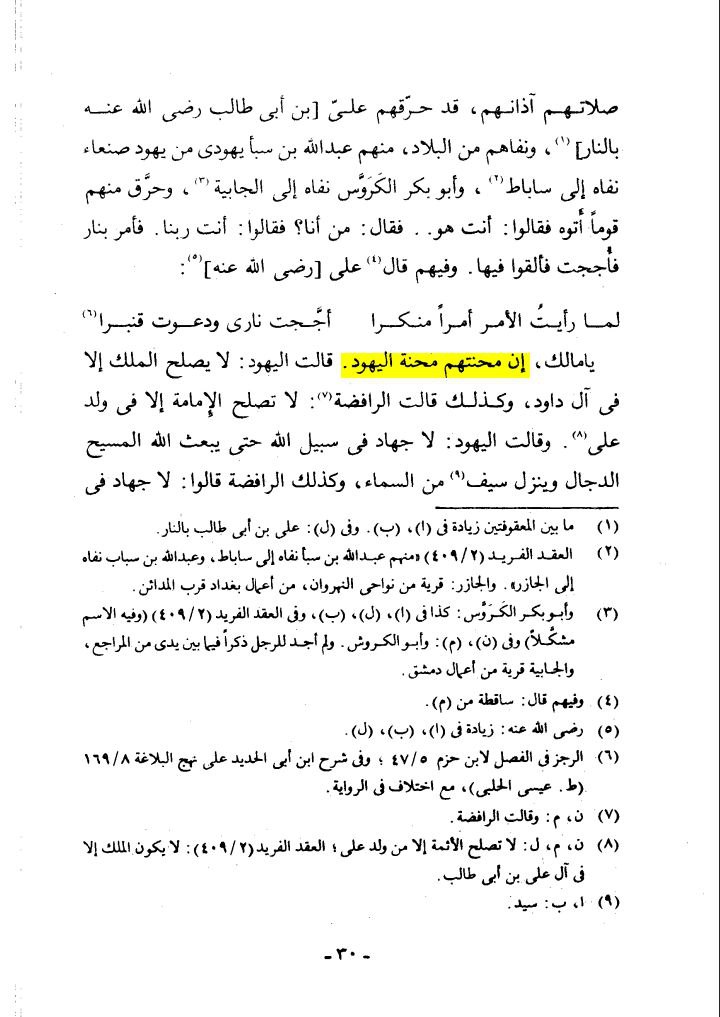 صلاتهم آذانهم، قد حرّقهم علىّ [بن أبى طالب رضى الله عنه
بالنار] (١)، ونفاهم من البلاد، منهم عبدالله بن سبأ يهودى من يهود صنعاء
نفاه إلى ساباط(٢)، وأبو بكر الكَرَوَّس نفاه إلى الجابية (٣)، وحرَّق منهم
قوماً أتوه فقالوا: أنت هو.. فقال: من أنا؟ فقالوا: أنت ربنا. فأمر بنار
فأججت فألقوا فيها. وفيهم قال(٤) على [رضى الله عنه](٥):
لما رأيتُ الأمر أمراً منكرا أجَّجت نارى ودعوت قنبرا(٦)
يامالك، إن محنتهم محنة اليهود. قالت اليهود: لا يصلح الملك إلا
فى آل داود، وكذلك قالت الرافضة(٧): لا تصلح الإمامة إلا فى ولد
على(٨). وقالت اليهود: لا جهاد فى سبيل الله حتى يبعث الله المسيح
الدجال وينزل سيف(٩) من السماء، وكذلك الرافضة قالوا: لا جهاد فى
(١) ما بين المعقوفتين زيادة فى (ا)، (ب). وفى (ل): على بن أبى طالب بالنار.
(٢) العقد الفريد (٤٠٩/٢) «منهم عبدالله بن سبأ نفاه إلى ساباط، وعبدالله بن سباب نفاه
إلى الجازر». والجازر: قرية من نواحى النهروان، من أعمال بغداد قرب المدائن.
(٣) وأبو بكر الكَرَوَّس: كذا فى (ا)، (ل)، (ب)، وفى العقد الفريد (٤٠٩/٢) (وفيه الاسم
مشكَّلاً) وفى (ن)، (م): وأبو الكروش. ولم أجد للرجل ذكراً فيما بين يدى من المراجع،
والجابية قرية من أعمال دمشق.
(٤) وفيهم قال: ساقطة من (م).
(٥) رضى الله عنه: زيادة فى (ا)، (ب)، (ل).
(٦) الرجز فى الفصل لابن حزم ٤٧/٥ ؛ وفى شرح ابن أبى الحديد على نهج البلاغة ١٦٩/٨
(ط. عيسى الحلبى)، مع اختلاف فى الرواية.
(٧) ن، م: وقالت الرافضة.
(٨) ن، م، ل: لا تصلح الأئمة إلا من ولد على؛ العقد الفريد (٤٠٩/٢): لا يكون الملك إلا
فى آل على بن أبى طالب.
(٩) ا، ب: سيد.
- ٣٠ -